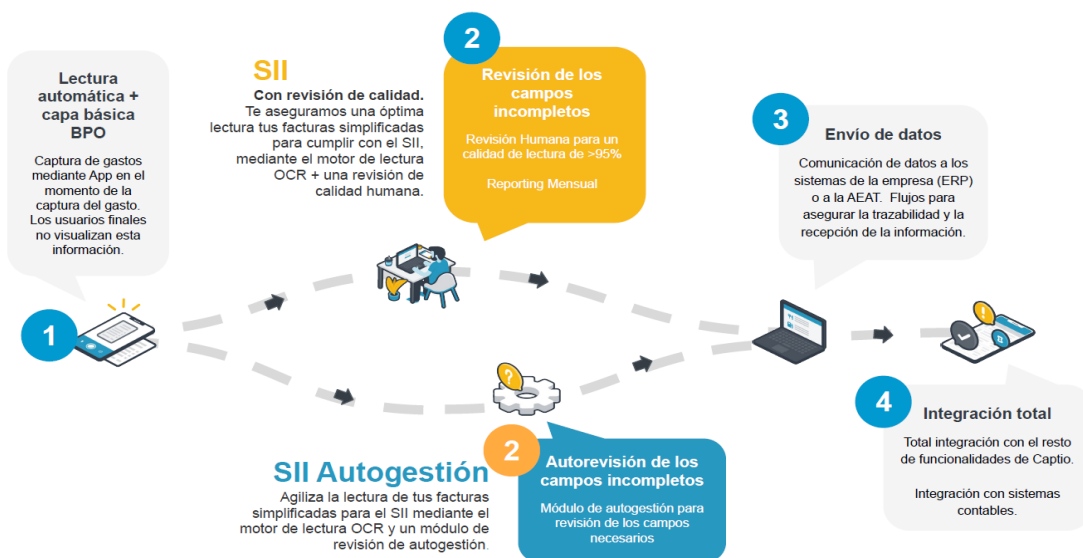 1
Lectura
automática +
capa básica
BPO
Captura de gastos
mediante App en el
momento de la
captura del gasto.
Los usuarios finales
no visualizan esta
información.
SII
Con revisión de calidad.
Te aseguramos una óptima
lectura tus facturas simplificadas
para cumplir con el SII,
mediante el motor de lectura
OCR + una revisión de
calidad humana.
2
Revisión de los
campos
incompletos
Revisión Humana para un
calidad de lectura de >95%
Reporting Mensual
SII Autogestión
Agiliza la lectura de tus facturas
simplificadas para el SII mediante el
motor de lectura OCR y un módulo de
revisión de autogestión.
?
2
Autorevisión de los
campos incompletos
Módulo de autogestión para
revisión de los campos
necesarios
3
Envío de datos
Comunicación de datos a los
sistemas de la empresa (ERP)
o a la AEAT. Flujos para
asegurar la trazabilidad y la
recepción de la información.
!
4
Integración total
Total integración con el resto
de funcionalidades de Captio.
Integración con sistemas
contables.